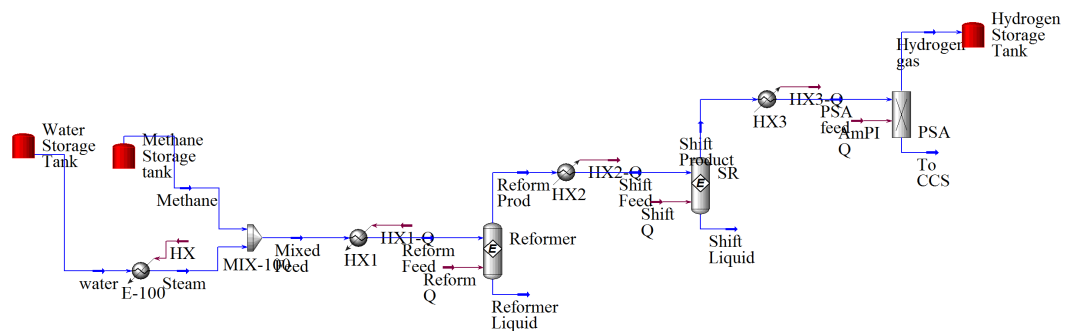 Water
Storage
Tank
Methane
Storage
tank
Methane
HX
water
E-100
Steam
MIX-100
Mixed
Feed
HX1
HX1-Q
Reform
Feed
Reform
Q
E
Reformer
Reformer
Liquid
Reform
Prod
HX2
HX2-Q
Shift
Feed
Shift
Q
E
Shift
Product
SR
Shift
Liquid
HX3
HX3-Q
PSA
feed
AmPI
Q
PSA
To
CCS
Hydrogen
gas
Hydrogen
Storage
Tank